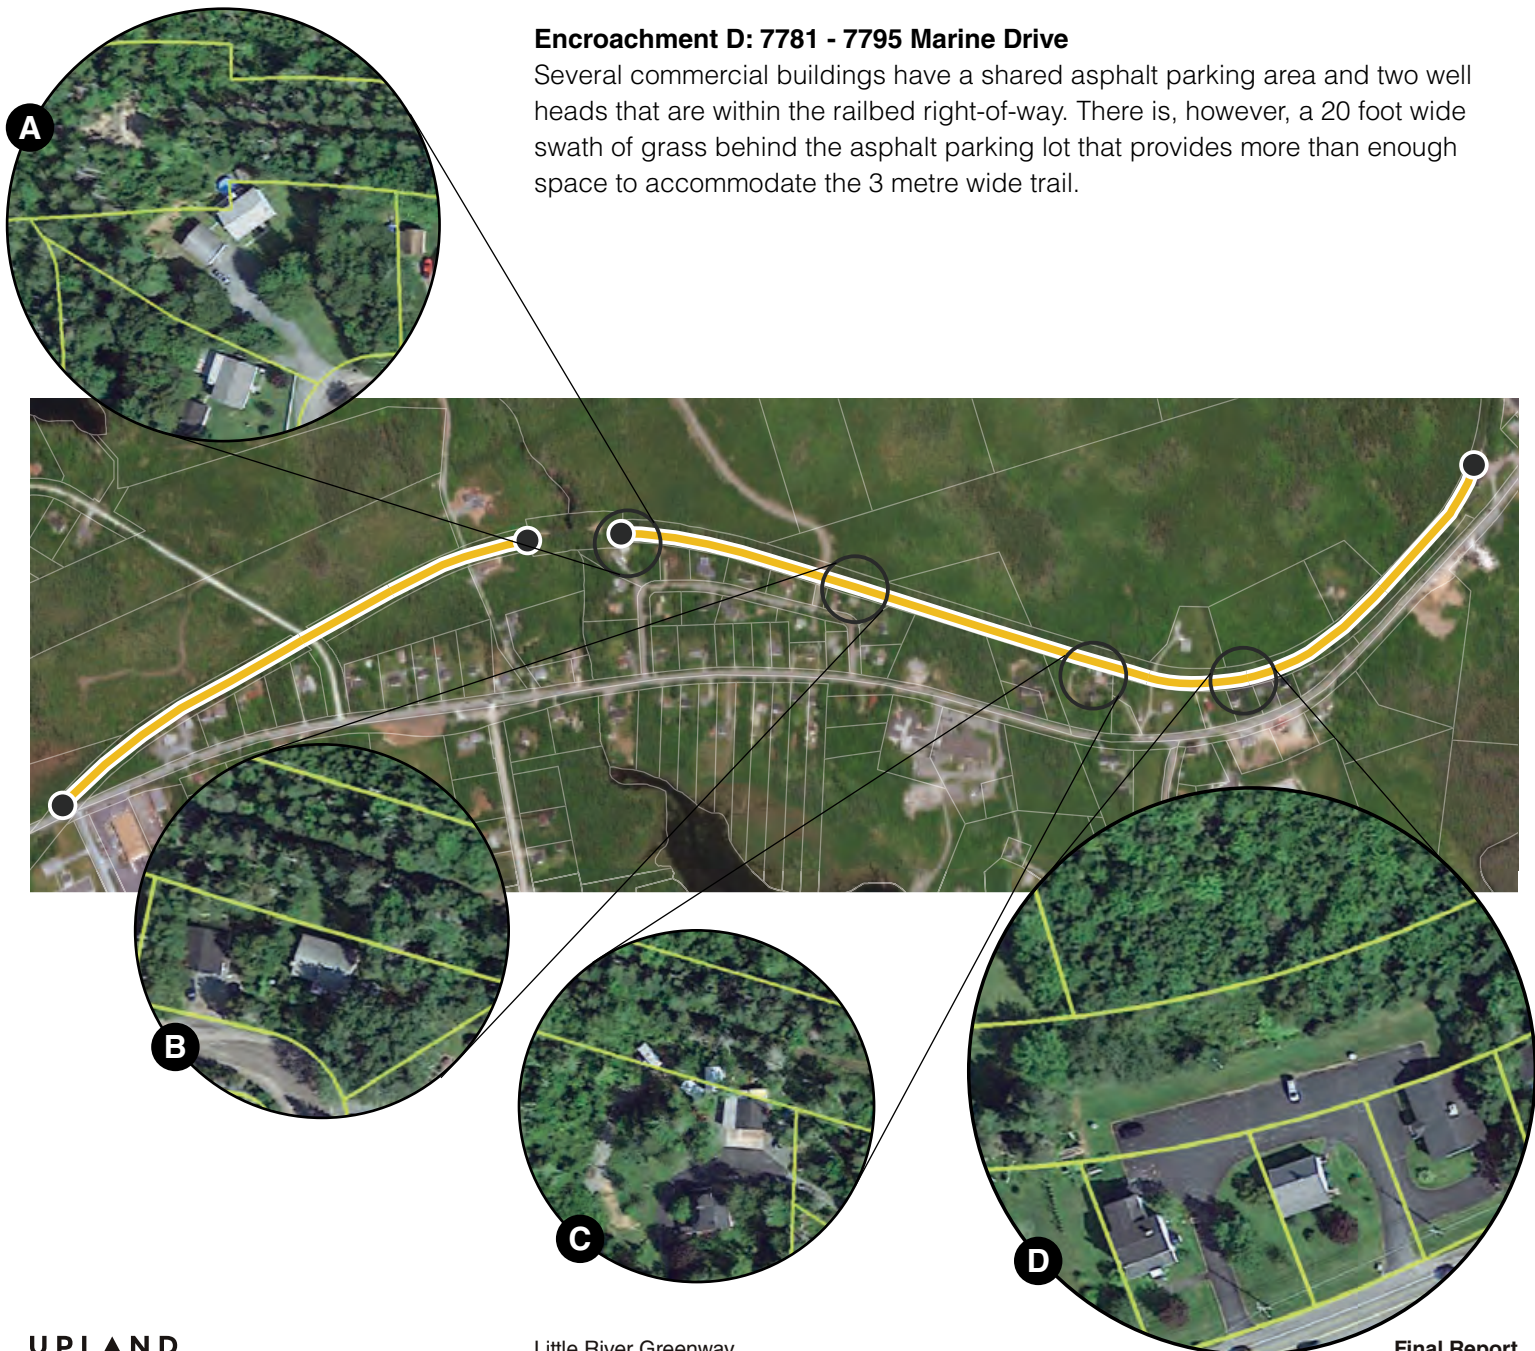 Encroachment D: 7781 - 7795 Marine Drive
Several commercial buildings have a shared asphalt parking area and two well
heads that are within the railbed right-of-way. There is, however, a 20 foot wide
swath of grass behind the asphalt parking lot that provides more than enough
space to accommodate the 3 metre wide trail.
A
B
C
D
UPLAND
Little River Greenway
Final Report